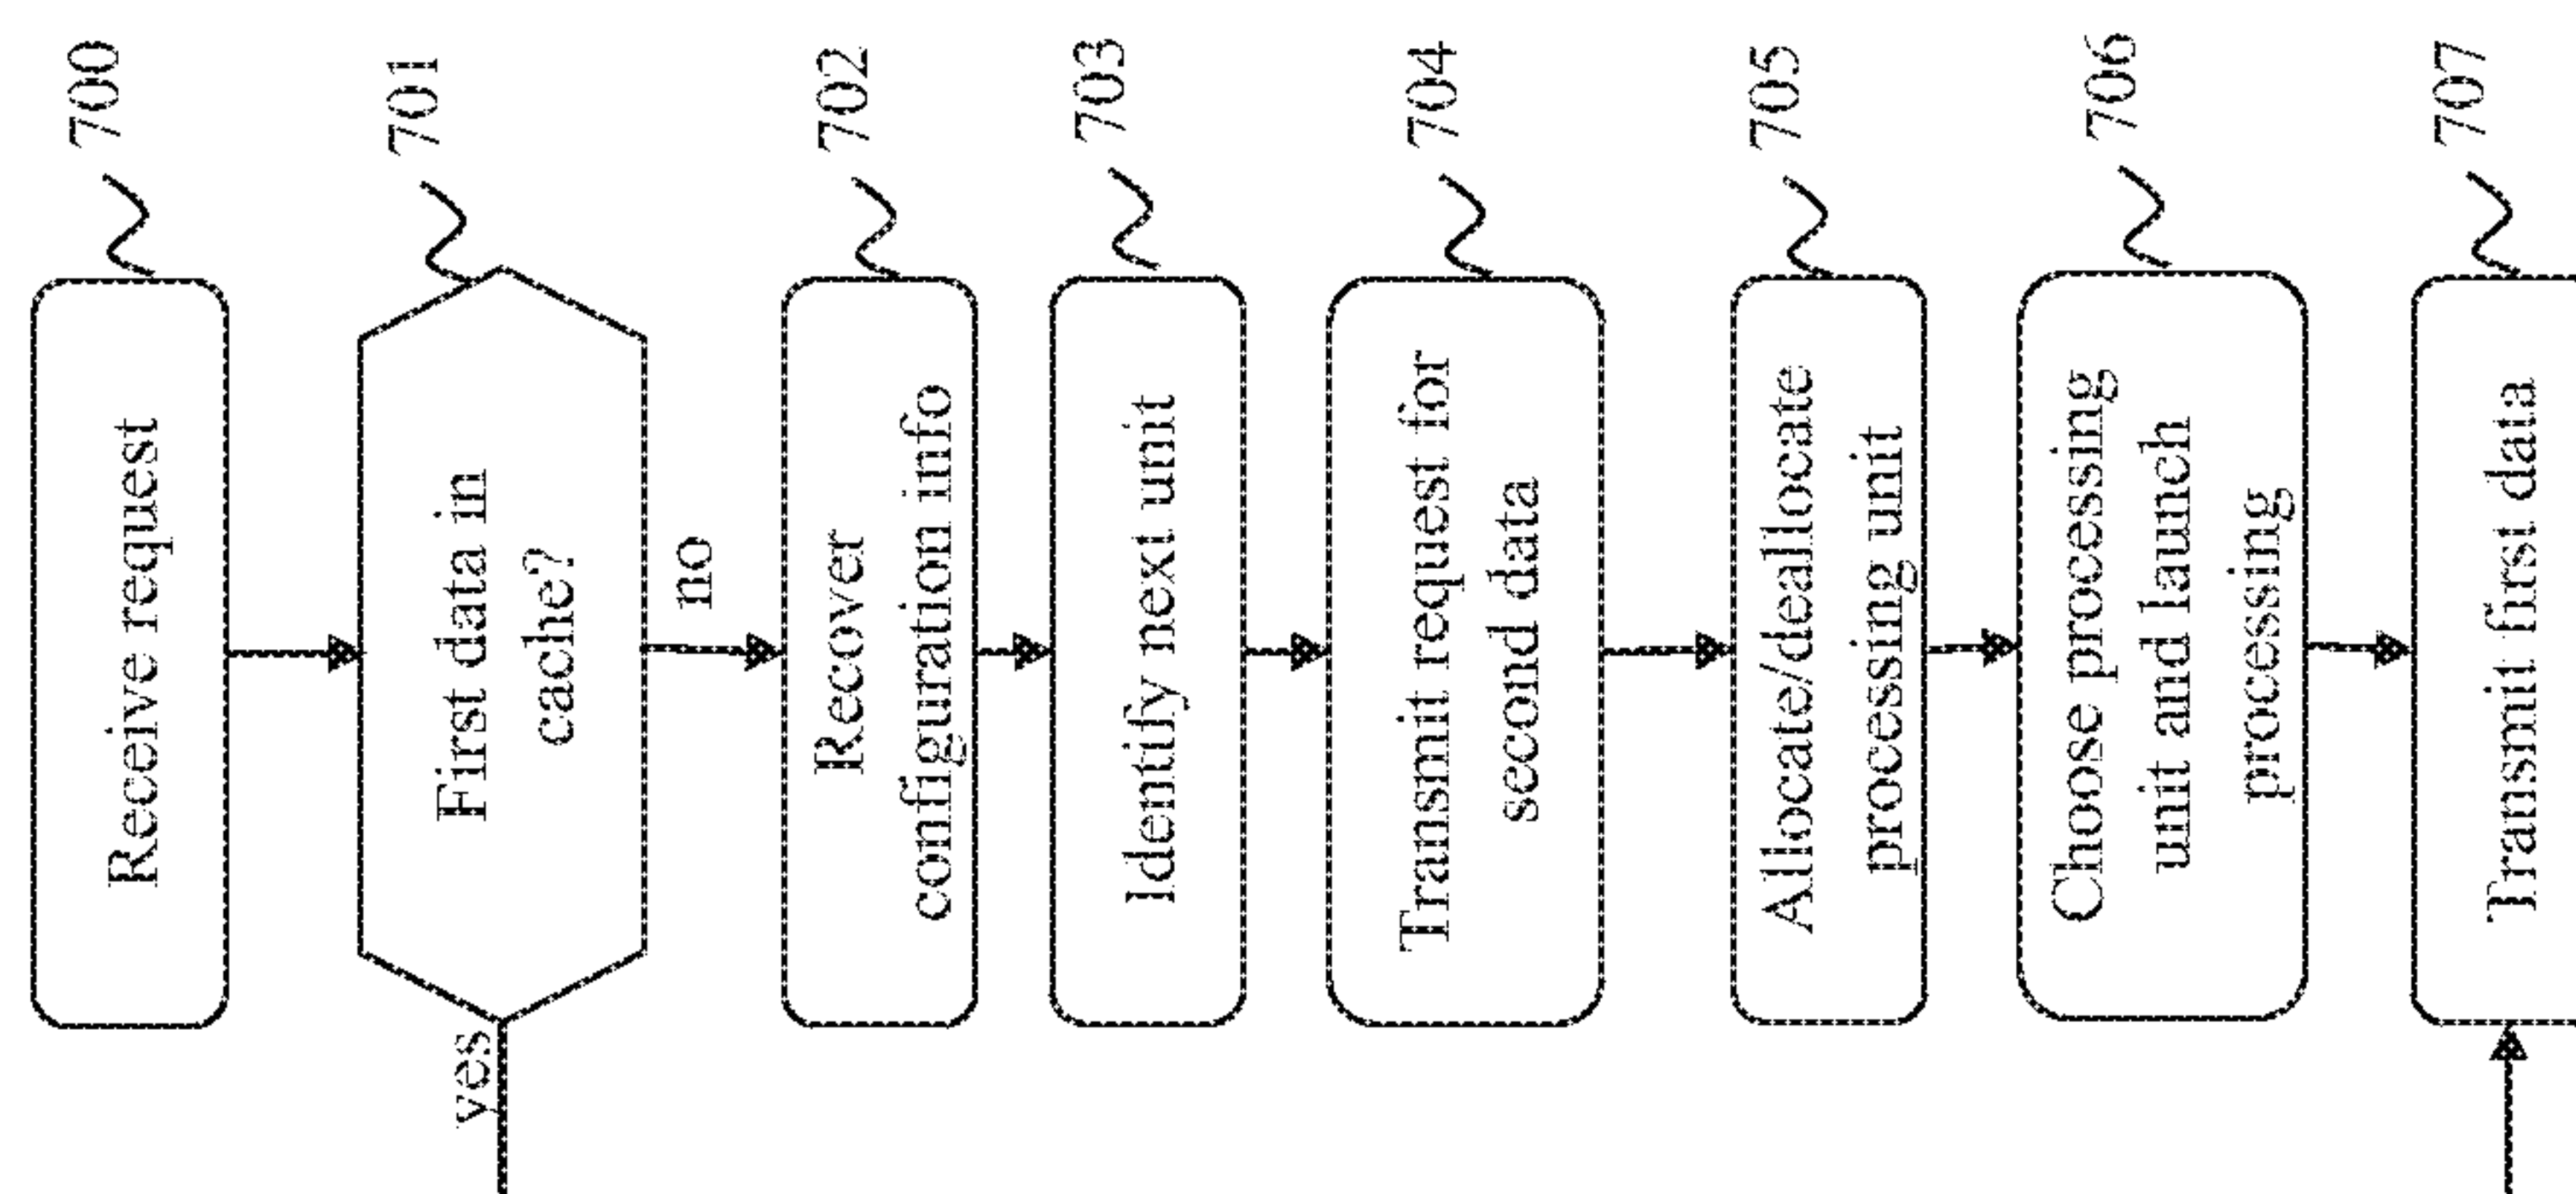 Receive request
700
First data in
cache?
701
yes
no
Recover
configuration info
702
Identify next unit
703
Transmit request for
second data
704
Allocate/deallocate
processing unit
705
Choose processing
unit and launch
processing
706
Transmit first data
707